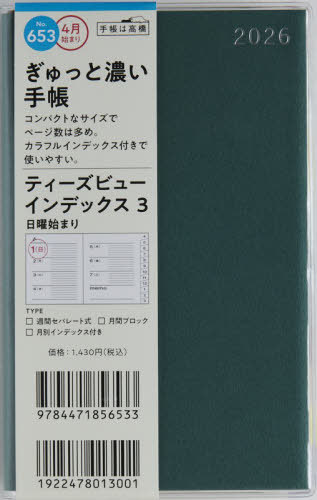 No.
653
4月
始まり
手帳は高橋
2026
ぎゅっと濃い
手帳
コンパクトなサイズで
ページ数は多め。
カラフルインデックス付きで
使いやすい。
ティーズビュー
インデックス 3
日曜始まり
1(日)
TYPE
□ 週間セパレート式 □ 月間ブロック
□ 月別インデックス付き
価格：1,430円(税込)
9784471856533
1922478013001